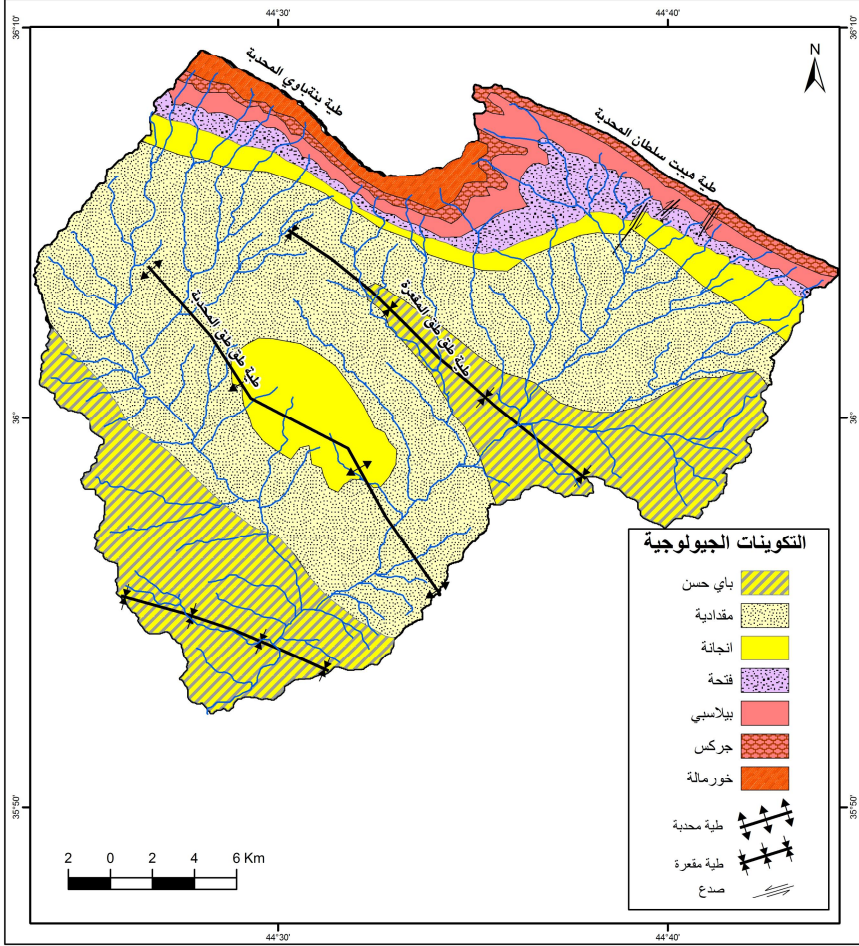 44°30' 44°40'
36°10' 36°10'
N
طية بنةباوي المحدبة
طية هيبت سلطان المحدبة
طية طق طق المقعرة
طية طق طق المحدبة
36° 36°
التكوينات الجيولوجية
باي حسن
مقدادية
انجانة
فتحة
بيلاسبي
جركس
خورمالة
طية محدبة
طية مقعرة
صدع
35°50' 35°50'
2 0 2 4 6 Km
44°30' 44°40'